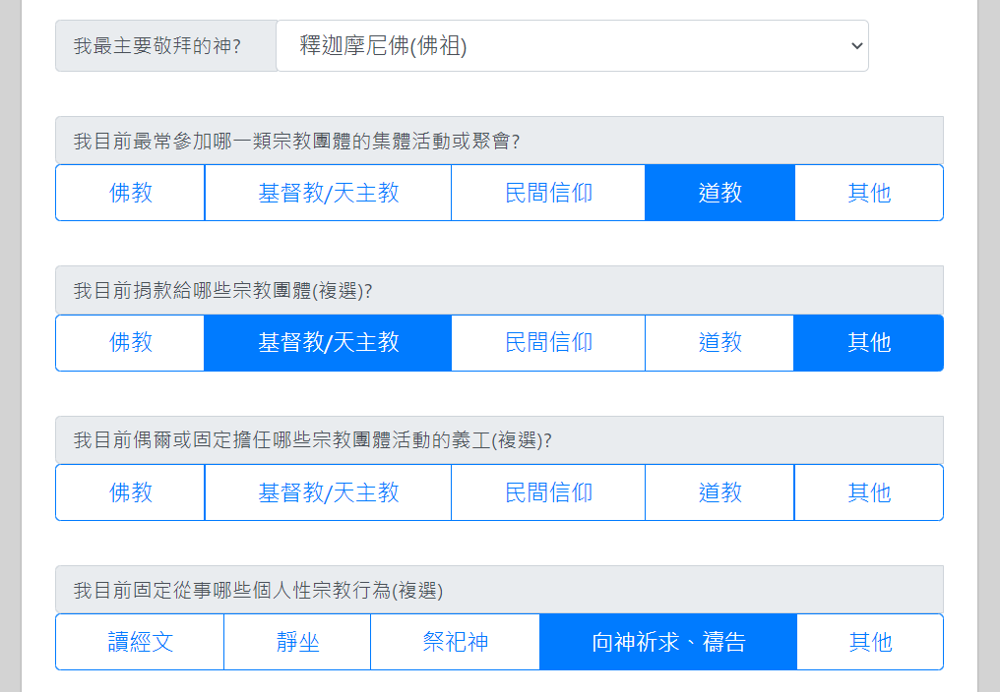 我最主要敬拜的神? 釋迦摩尼佛(佛祖)
我目前最常參加哪一類宗教團體的集體活動或聚會?
佛教 基督教/天主教 民間信仰 道教 其他
我目前捐款給哪些宗教團體(複選)?
佛教 基督教/天主教 民間信仰 道教 其他
我目前偶爾或固定擔任哪些宗教團體活動的義工(複選)?
佛教 基督教/天主教 民間信仰 道教 其他
我目前固定從事哪些個人性宗教行為(複選)
讀經文 靜坐 祭祀神 向神祈求、禱告 其他